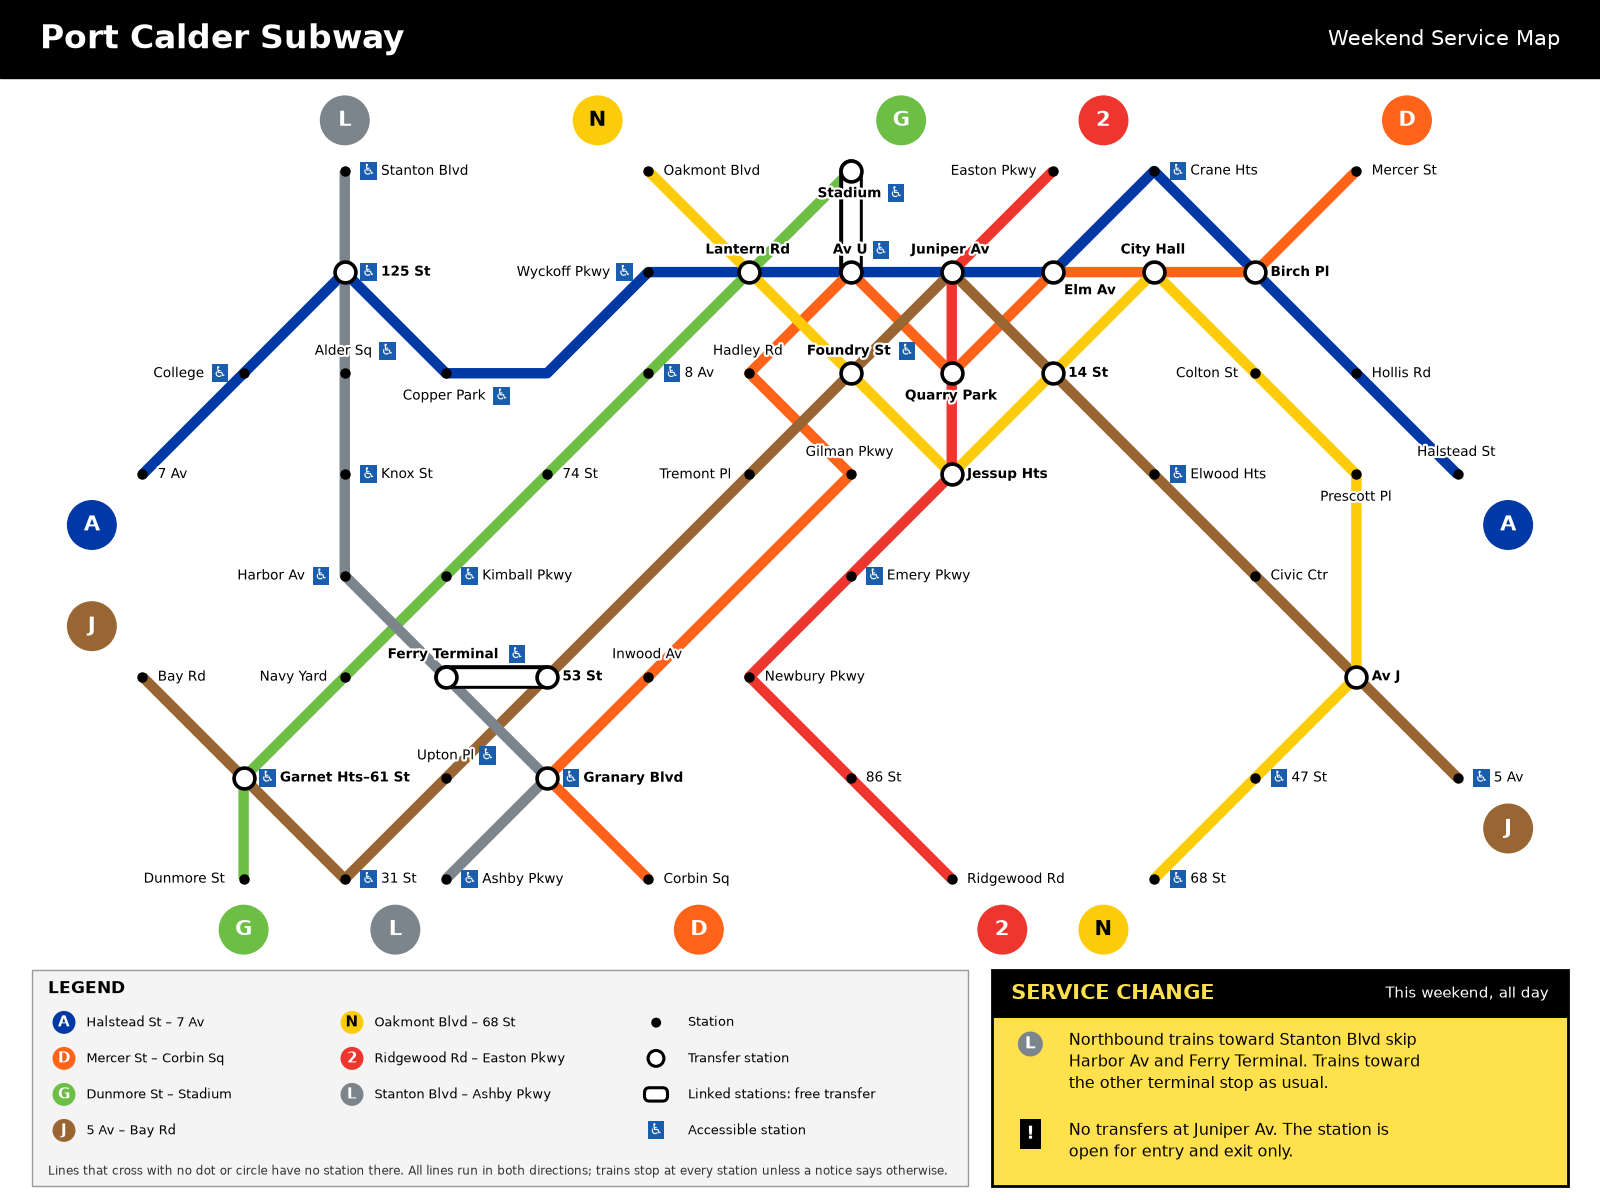 Port Calder Subway
Weekend Service Map
L
N
G
2
D
Stanton Blvd
Oakmont Blvd
Easton Pkwy
Crane Hts
Mercer St
Stadium
Lantern Rd
Av U
Juniper Av
City Hall
125 St
Wyckoff Pkwy
Birch Pl
Elm Av
Alder Sq
Hadley Rd
Foundry St
College
Copper Park
8 Av
Quarry Park
14 St
Colton St
Hollis Rd
Gilman Pkwy
Halstead St
7 Av
Knox St
74 St
Tremont Pl
Jessup Hts
Elwood Hts
Prescott Pl
A
A
Harbor Av
Kimball Pkwy
Emery Pkwy
Civic Ctr
J
Ferry Terminal
Inwood Av
Bay Rd
Navy Yard
53 St
Newbury Pkwy
Av J
Upton Pl
Garnet Hts–61 St
Granary Blvd
86 St
47 St
5 Av
J
Dunmore St
31 St
Ashby Pkwy
Corbin Sq
Ridgewood Rd
68 St
G
L
D
2
N
LEGEND
A Halstead St – 7 Av
D Mercer St – Corbin Sq
G Dunmore St – Stadium
J 5 Av – Bay Rd
N Oakmont Blvd – 68 St
2 Ridgewood Rd – Easton Pkwy
L Stanton Blvd – Ashby Pkwy
Station
Transfer station
Linked stations: free transfer
Accessible station
Lines that cross with no dot or circle have no station there. All lines run in both directions; trains stop at every station unless a notice says otherwise.
SERVICE CHANGE
This weekend, all day
L Northbound trains toward Stanton Blvd skip
Harbor Av and Ferry Terminal. Trains toward
the other terminal stop as usual.
! No transfers at Juniper Av. The station is
open for entry and exit only.